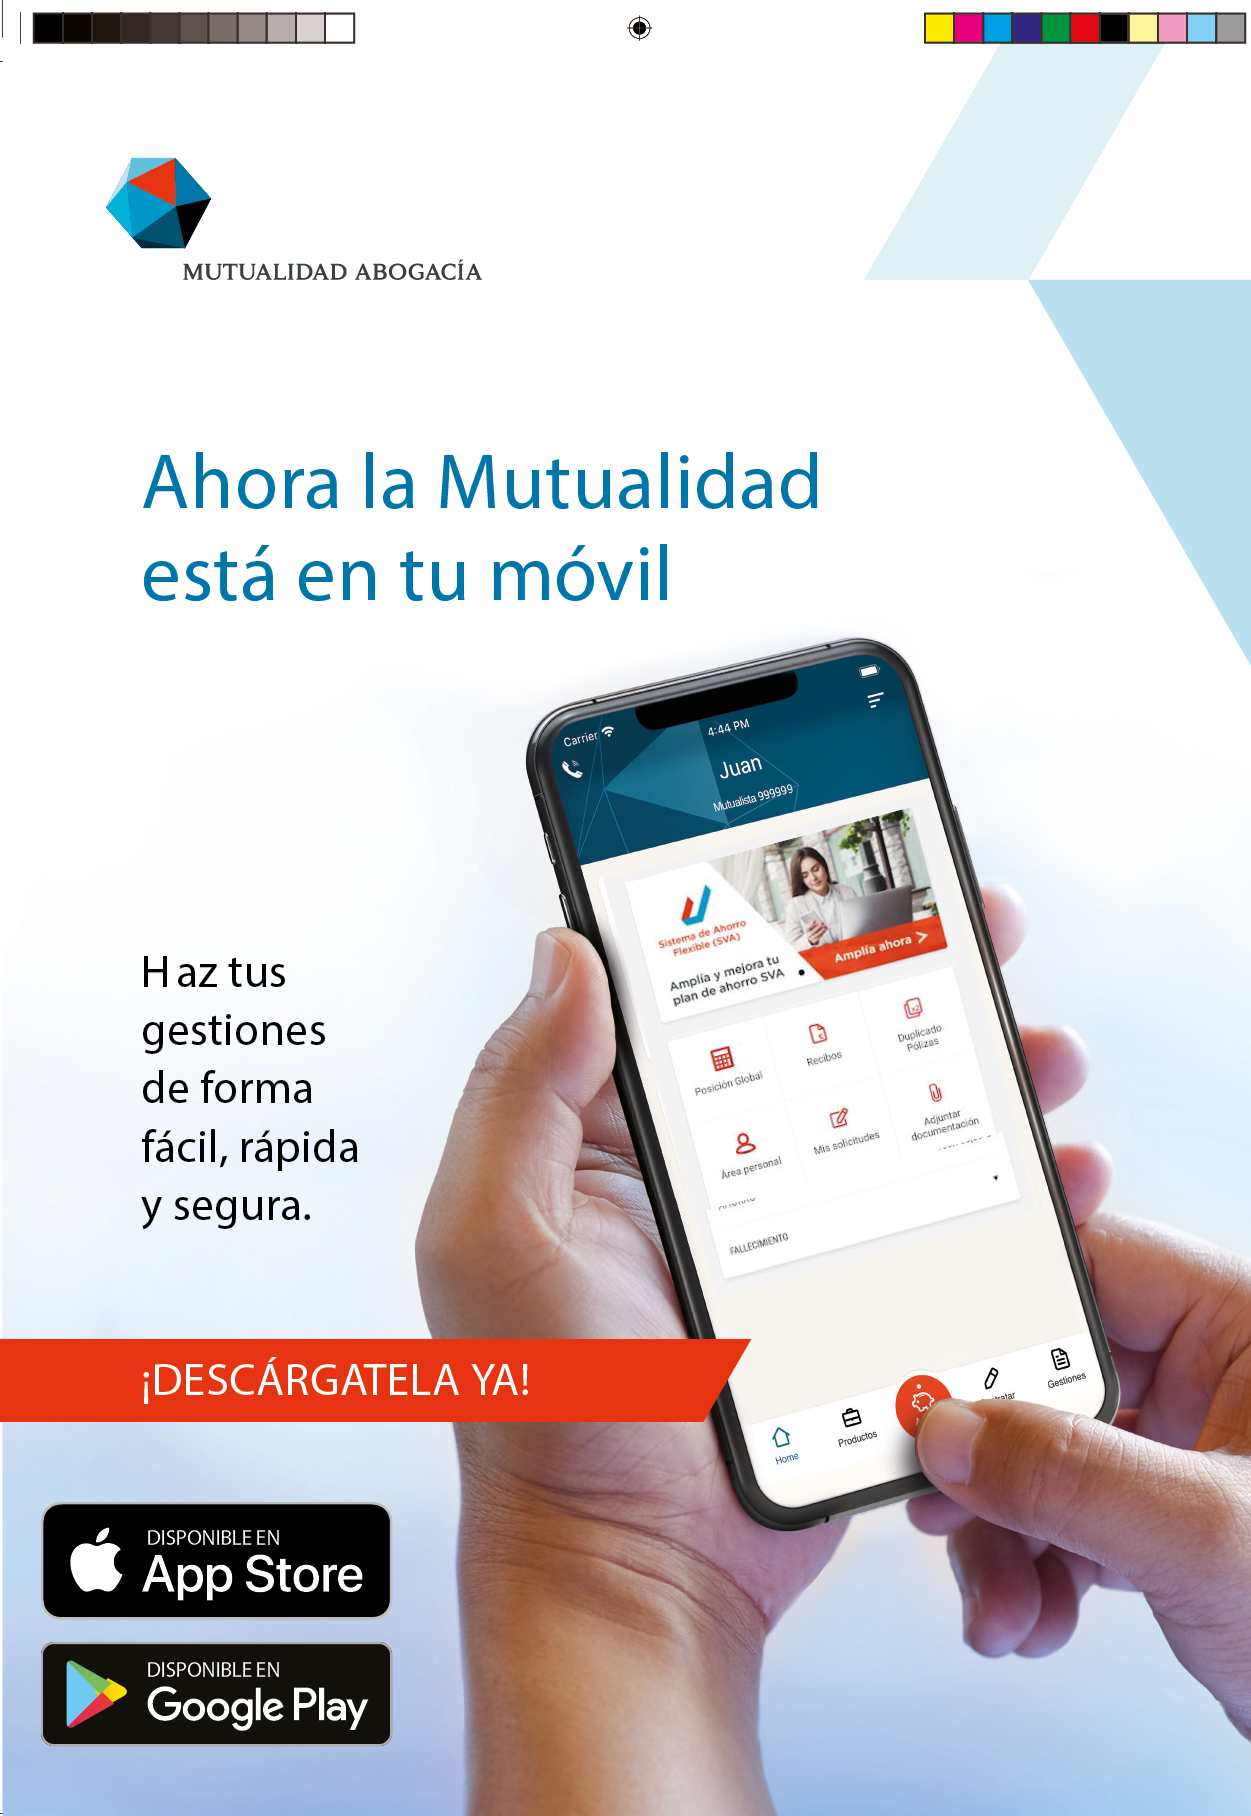 MUTUALIDAD ABOGACÍA
Ahora la Mutualidad
está en tu móvil
Carrier
4:44 PM
Juan
Mutualista 999999
Sistema de Ahorro
Flexible (SVA)
Amplía y mejora tu
plan de ahorro SVA
Amplía ahora
Posición Global
Recibos
Duplicado
Pólizas
Área personal
Mis solicitudes
Adjuntar
documentación
FALLECIMIENTO
Home
Productos
Gestiones
Haz tus
gestiones
de forma
fácil, rápida
y segura.
¡DESCÁRGATELA YA!
DISPONIBLE EN
App Store
DISPONIBLE EN
Google Play